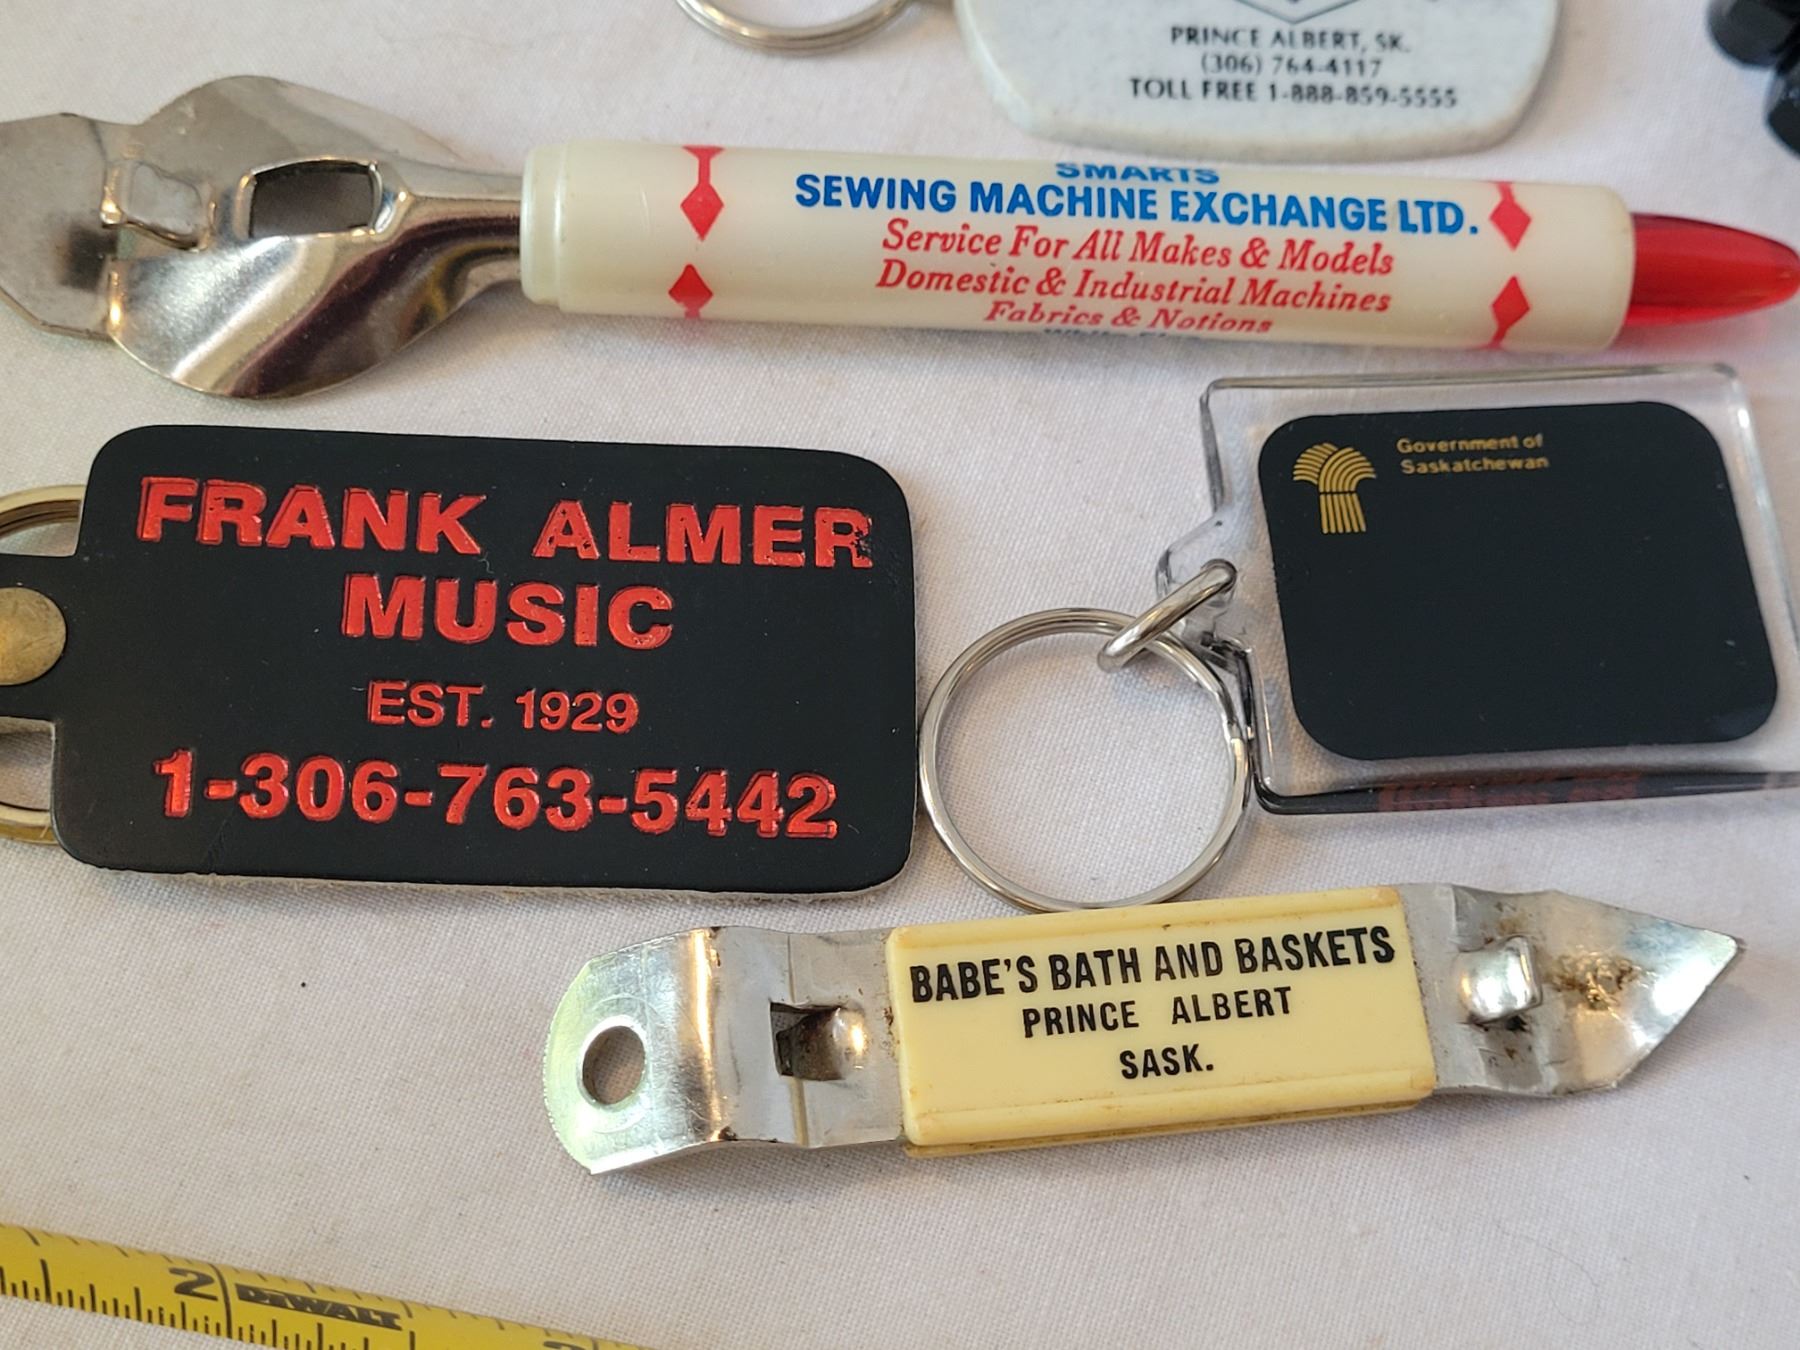 PRINCE ALBERT, SK.
(306) 764-4117
TOLL FREE 1-888-859-5555
SMARTS
SEWING MACHINE EXCHANGE LTD.
Service For All Makes & Models
Domestic & Industrial Machines
Fabrics & Notions
Government of
Saskatchewan
FRANK ALMER
MUSIC
EST. 1929
1-306-763-5442
BABE'S BATH AND BASKETS
PRINCE ALBERT
SASK.
2 DEWALT